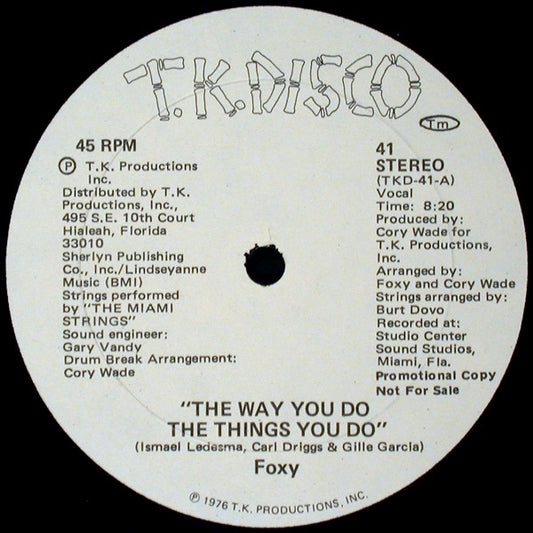 T.K. DISCO
Tm
45 RPM
Ⓟ T.K. Productions
Inc.
Distributed by T.K.
Productions, Inc.,
495 S.E. 10th Court
Hialeah, Florida
33010
Sherlyn Publishing
Co., Inc./Lindseyanne
Music (BMI)
Strings performed
by "THE MIAMI
STRINGS"
Sound engineer:
Gary Vandy
Drum Break Arrangement:
Cory Wade
41
STEREO
(TKD-41-A)
Vocal
Time: 8:20
Produced by:
Cory Wade for
T.K. Productions,
Inc.
Arranged by:
Foxy and Cory Wade
Strings arranged by:
Burt Dovo
Recorded at:
Studio Center
Sound Studios,
Miami, Fla.
Promotional Copy
Not For Sale
"THE WAY YOU DO
THE THINGS YOU DO"
(Ismael Ledesma, Carl Driggs & Gille Garcia)
Foxy
Ⓟ 1976 T.K. PRODUCTIONS, INC.